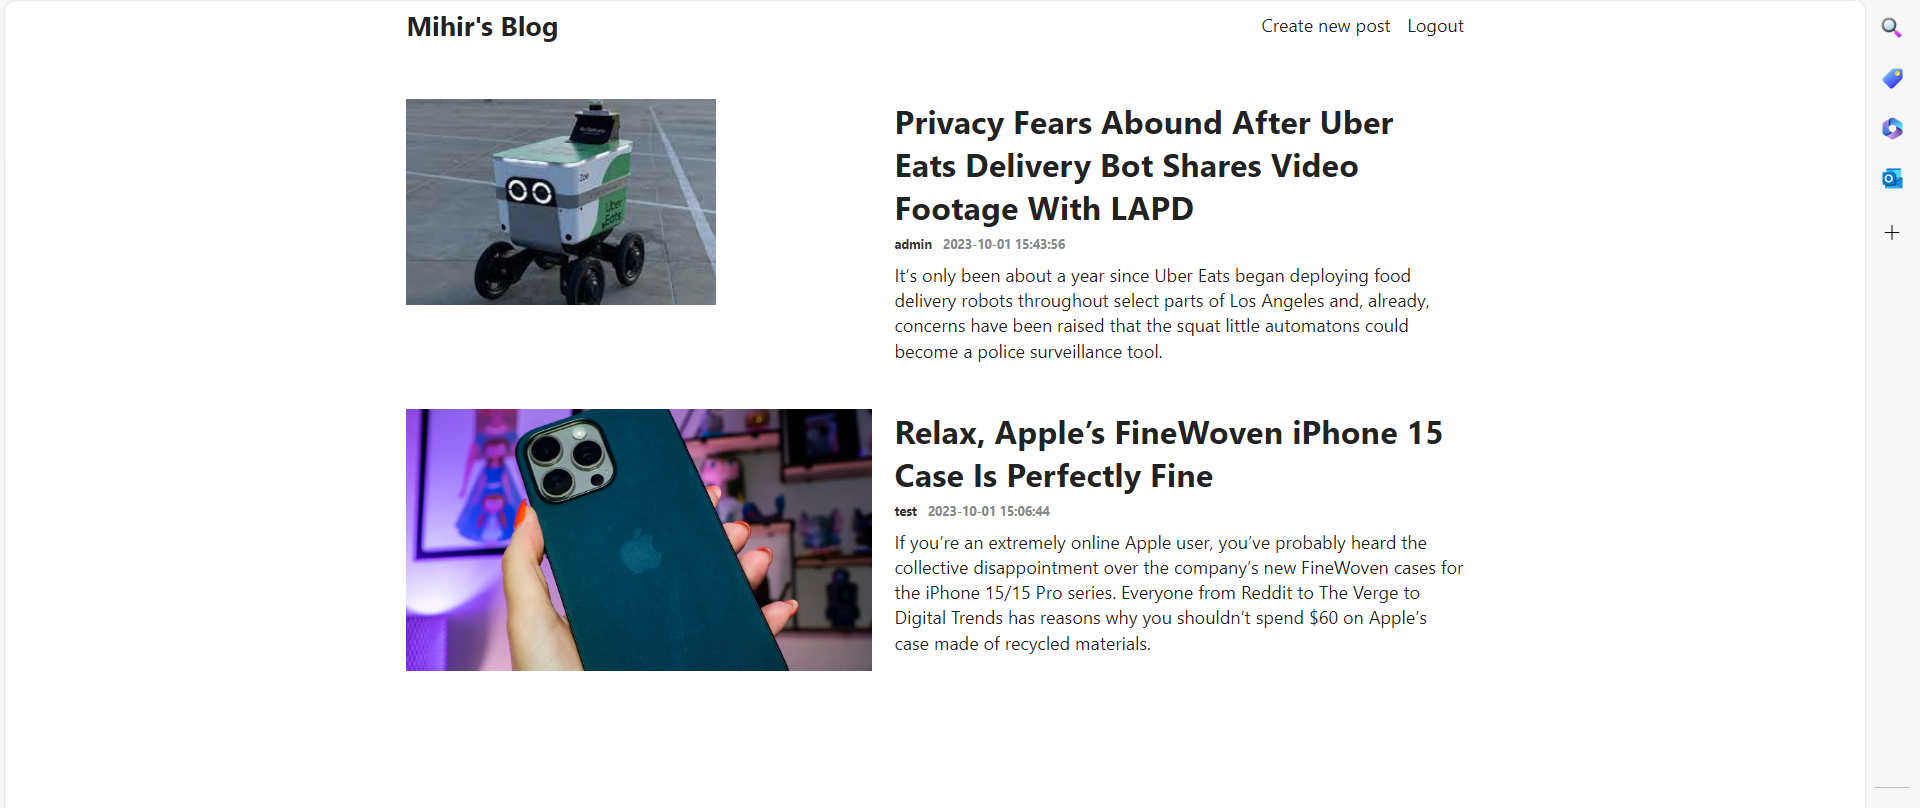 Mihir's Blog
Create new post Logout
Privacy Fears Abound After Uber
Eats Delivery Bot Shares Video
Footage With LAPD
admin 2023-10-01 15:43:56
It’s only been about a year since Uber Eats began deploying food
delivery robots throughout select parts of Los Angeles and, already,
concerns have been raised that the squat little automatons could
become a police surveillance tool.
Zoe
Uber
Eats
Relax, Apple’s FineWoven iPhone 15
Case Is Perfectly Fine
test 2023-10-01 15:06:44
If you’re an extremely online Apple user, you’ve probably heard the
collective disappointment over the company’s new FineWoven cases for
the iPhone 15/15 Pro series. Everyone from Reddit to The Verge to
Digital Trends has reasons why you shouldn’t spend $60 on Apple’s
case made of recycled materials.